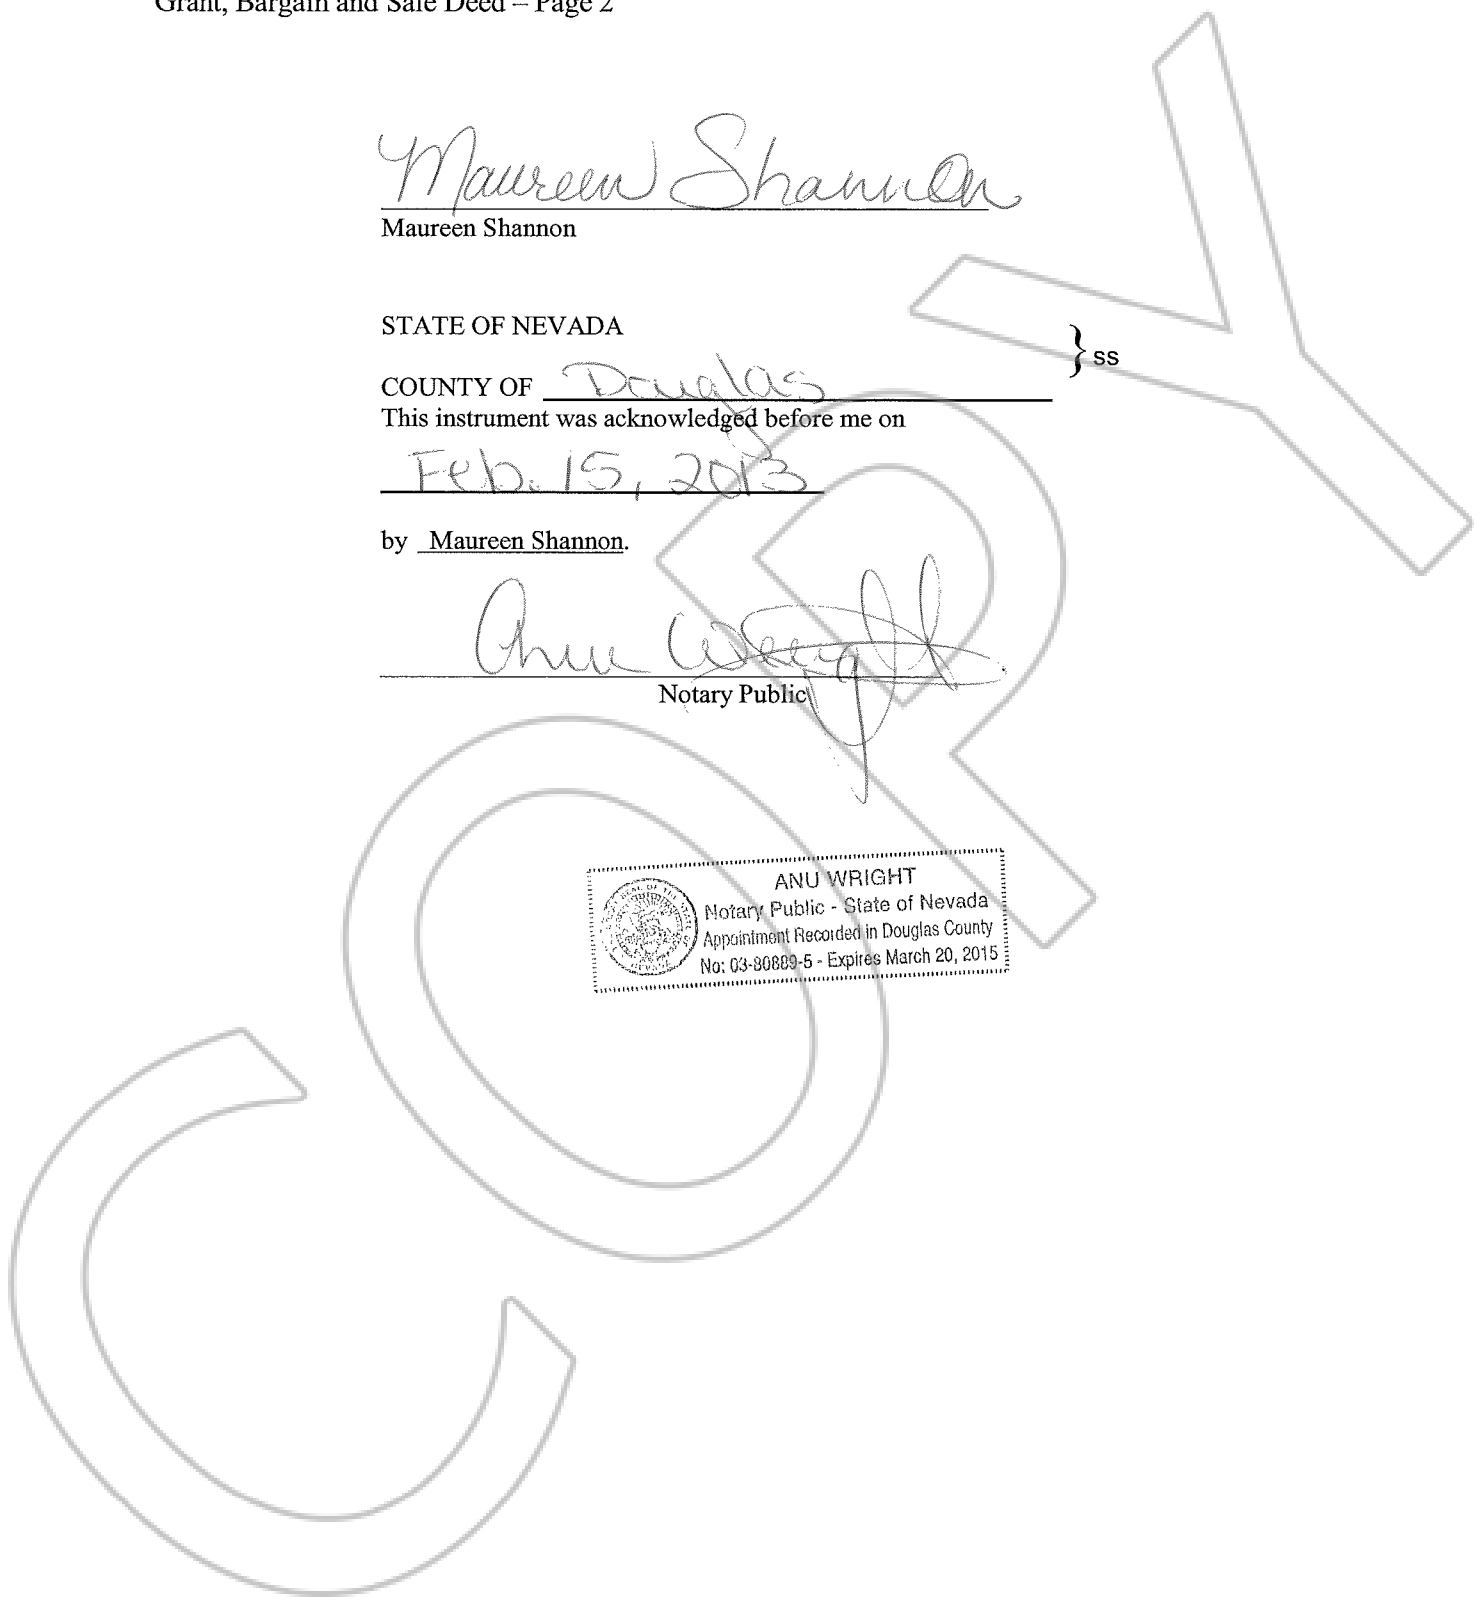 Grant, Bargain and Sale Deed – Page 2
Maureen Shannon
Maureen Shannon
STATE OF NEVADA
}ss
COUNTY OF Douglas
This instrument was acknowledged before me on
Feb. 15, 2013
by Maureen Shannon.
Anu Wright
Notary Public
ANU WRIGHT
Notary Public - State of Nevada
Appointment Recorded in Douglas County
No: 03-80889-5 - Expires March 20, 2015
COPY